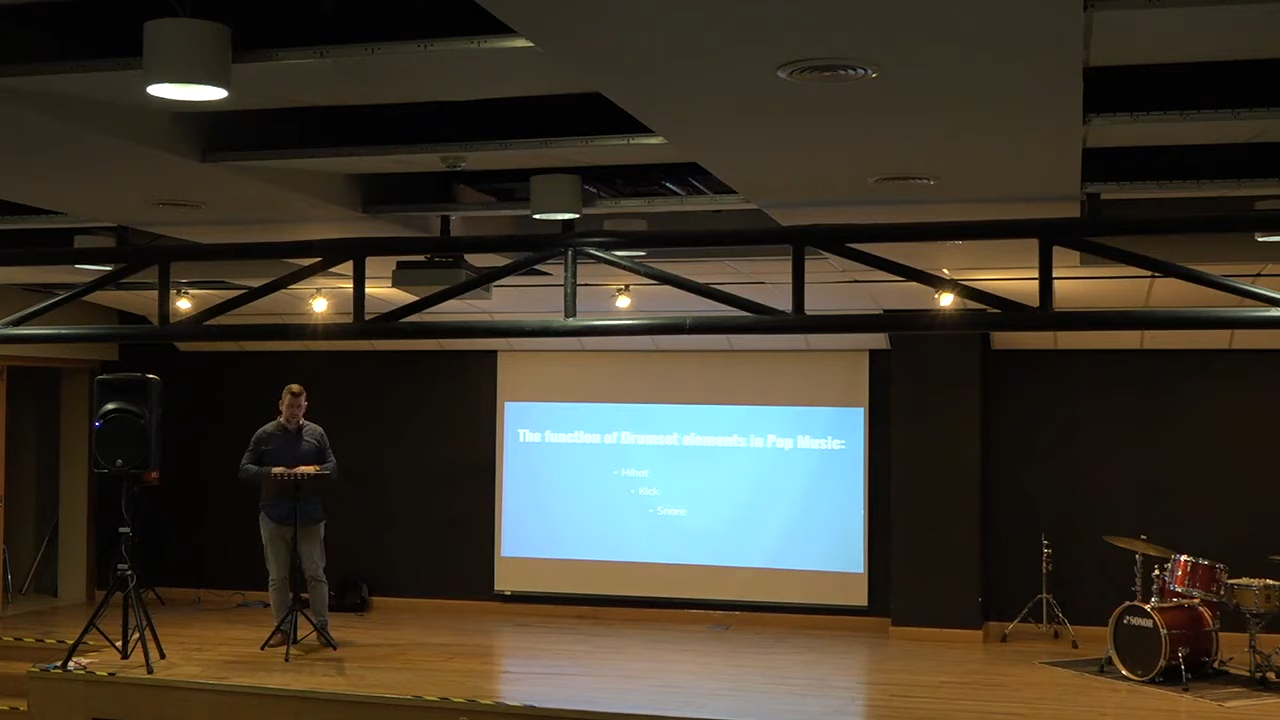 The function of Drumset elements in Pop Music:
• Hihat
• Kick
• Snare
SONOR